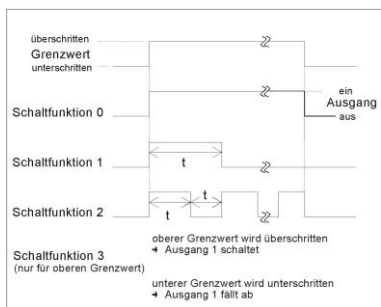 überschritten
Grenzwert
unterschritten
ein
Ausgang
aus
Schaltfunktion 0
Schaltfunktion 1
t
t
Schaltfunktion 2
t
Schaltfunktion 3
(nur für oberen Grenzwert)
oberer Grenzwert wird überschritten
➔ Ausgang 1 schaltet
unterer Grenzwert wird unterschritten
➔ Ausgang 1 fällt ab